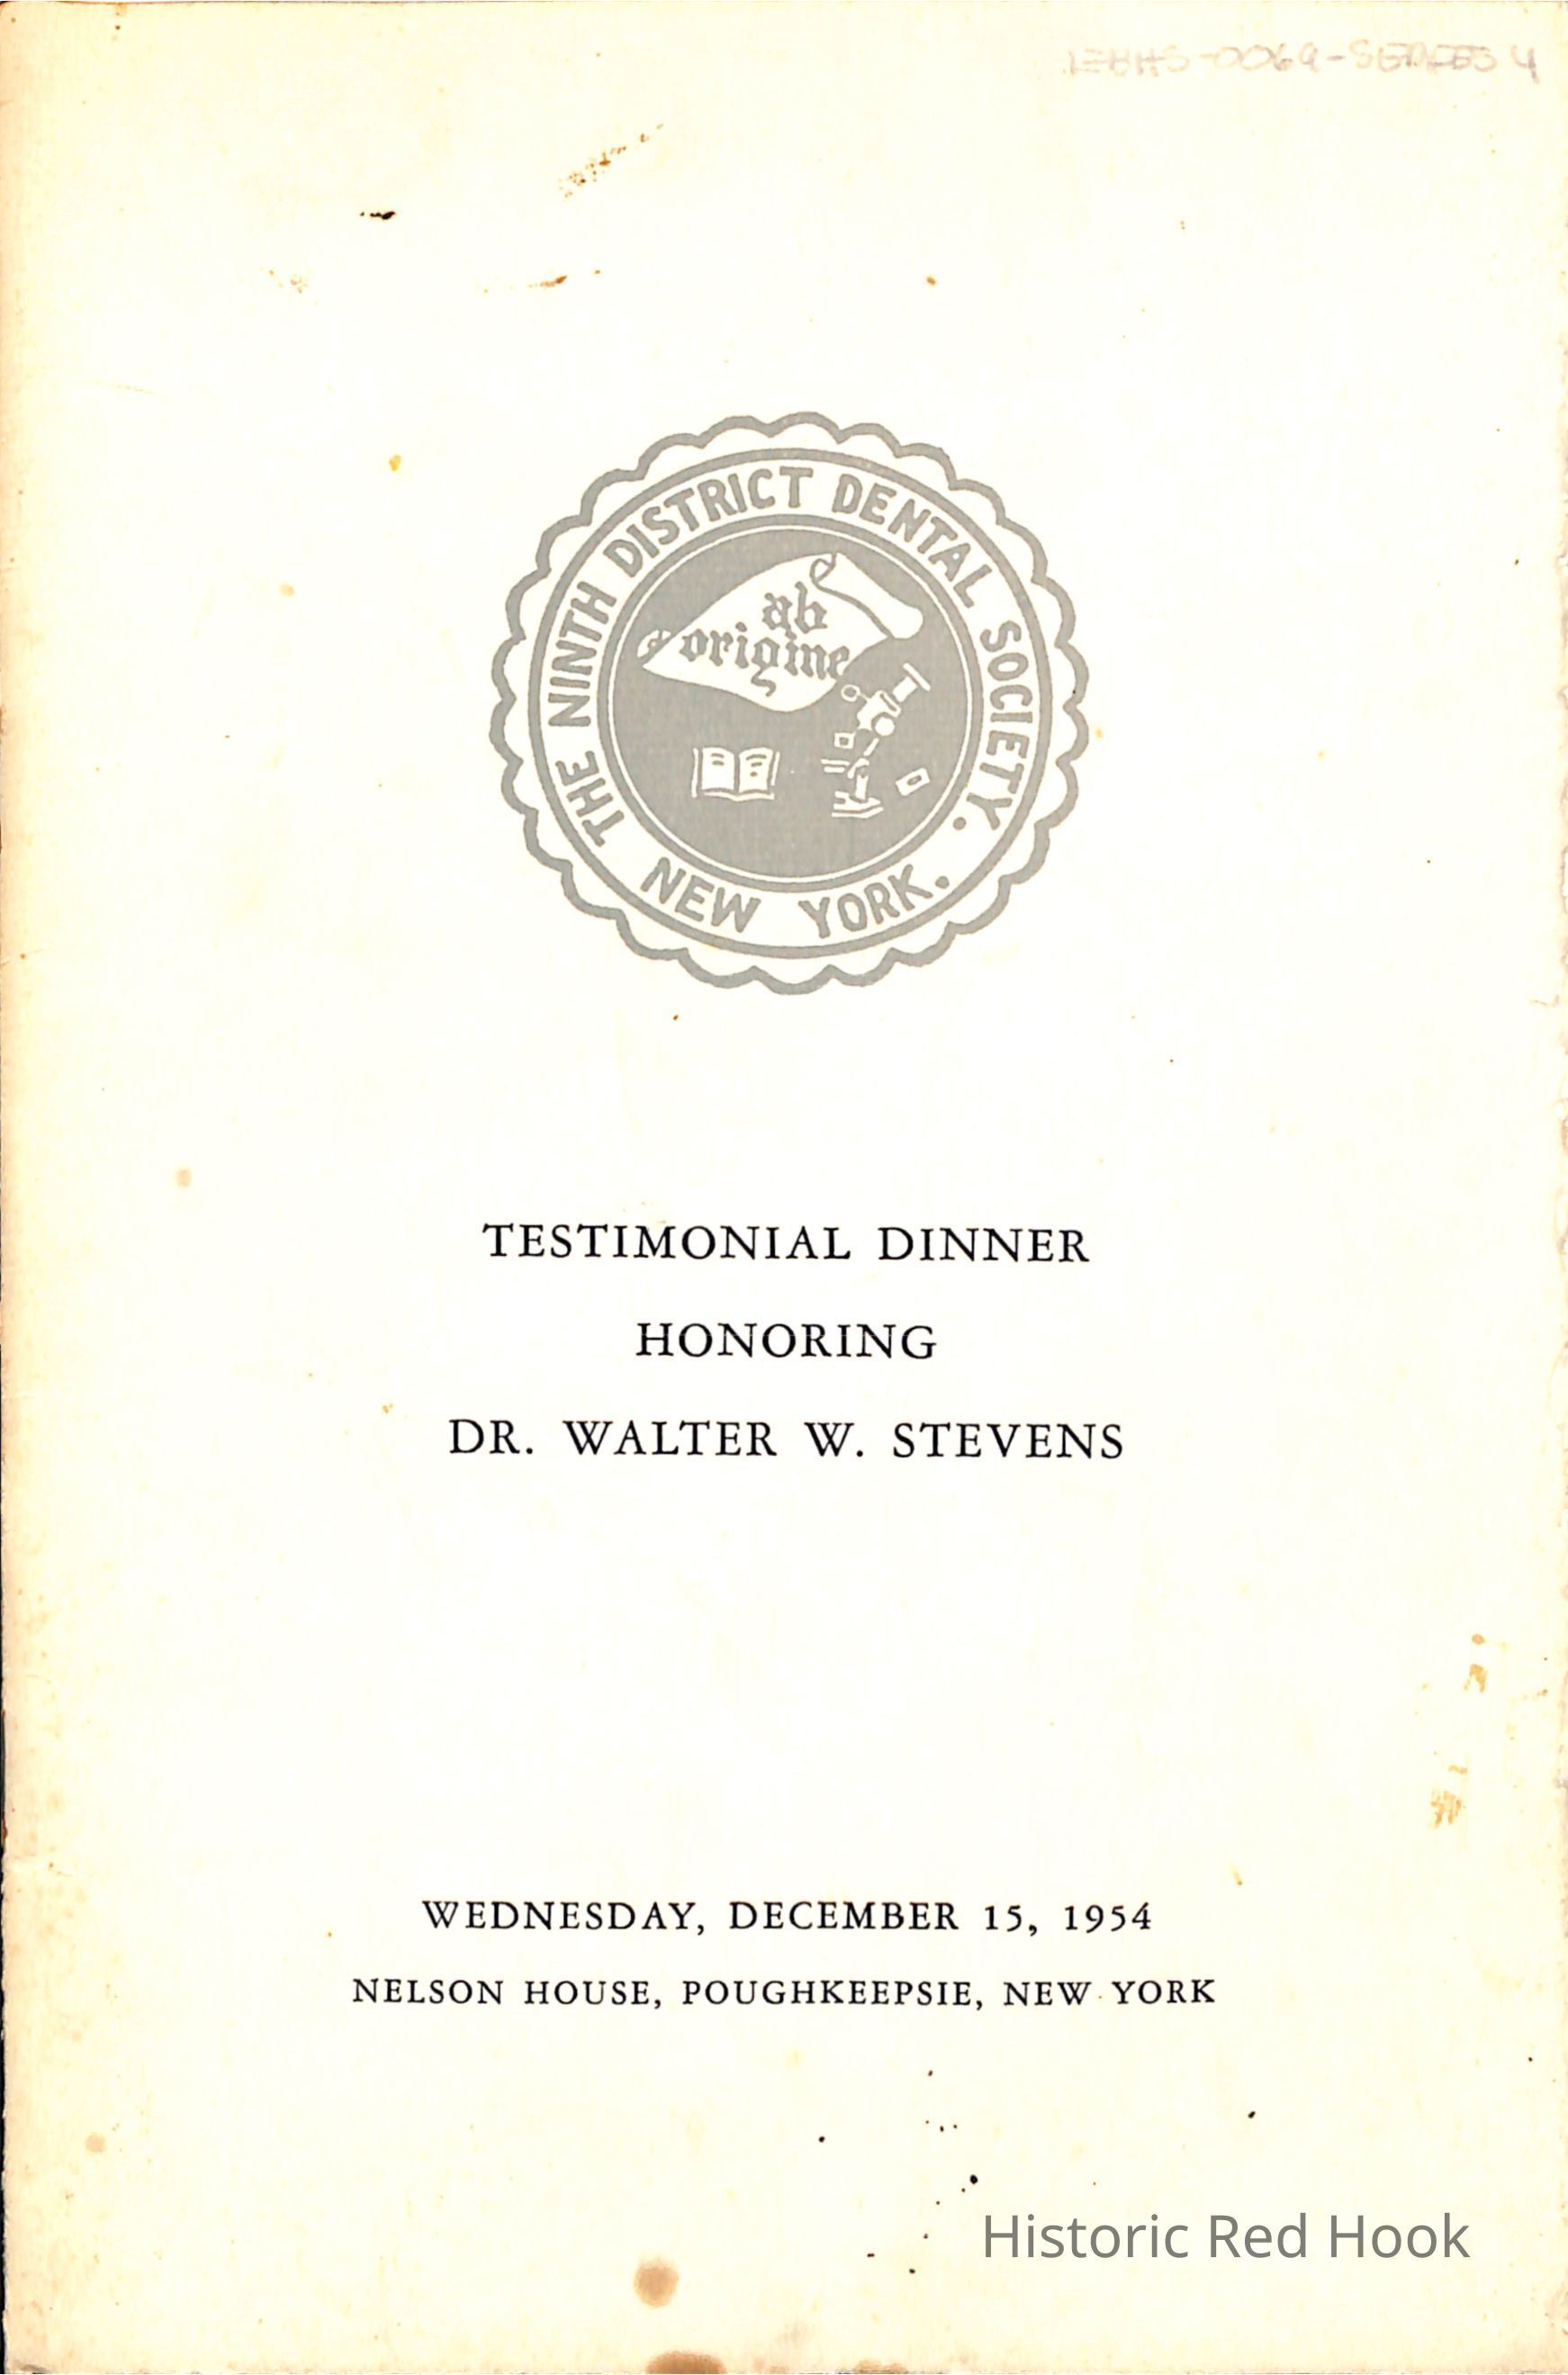 THE NINTH DISTRICT DENTAL SOCIETY.
NEW YORK.
ab
origine
TESTIMONIAL DINNER
HONORING
DR. WALTER W. STEVENS
WEDNESDAY, DECEMBER 15, 1954
NELSON HOUSE, POUGHKEEPSIE, NEW YORK
Historic Red Hook